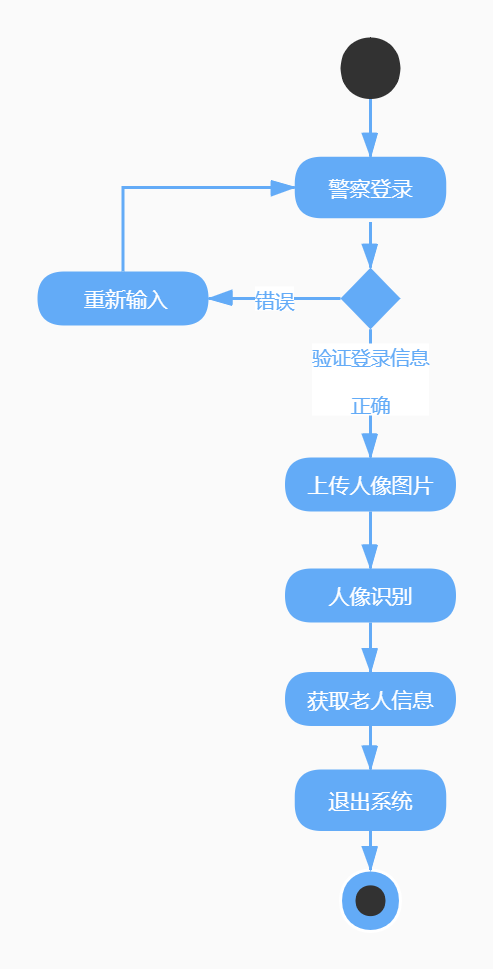 警察登录
重新输入
错误
验证登录信息
正确
上传人像图片
人像识别
获取老人信息
退出系统